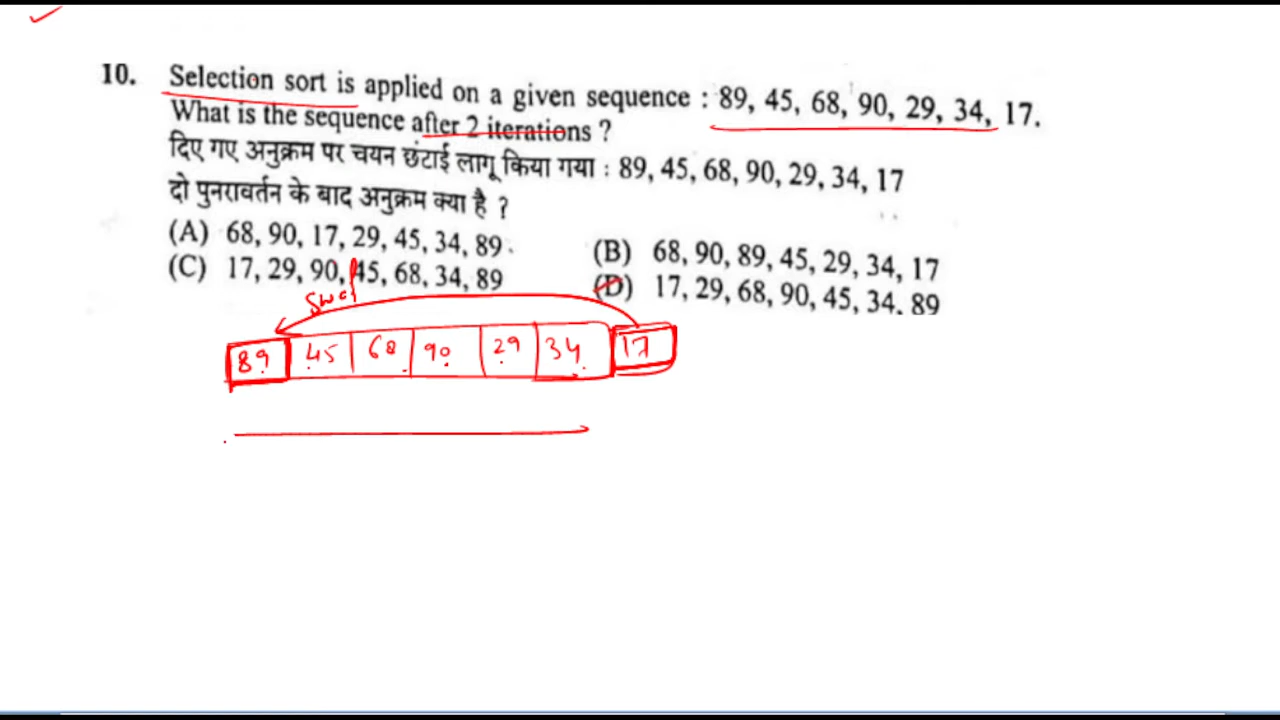 10. Selection sort is applied on a given sequence : 89, 45, 68, 90, 29, 34, 17.
What is the sequence after 2 iterations ?
दिए गए अनुक्रम पर चयन छंटाई लागू किया गया : 89, 45, 68, 90, 29, 34, 17
दो पुनरावर्तन के बाद अनुक्रम क्या है ?
(A) 68, 90, 17, 29, 45, 34, 89
(B) 68, 90, 89, 45, 29, 34, 17
(C) 17, 29, 90, 45, 68, 34, 89
(D) 17, 29, 68, 90, 45, 34, 89
Swap
89 45 68 90 29 34 17